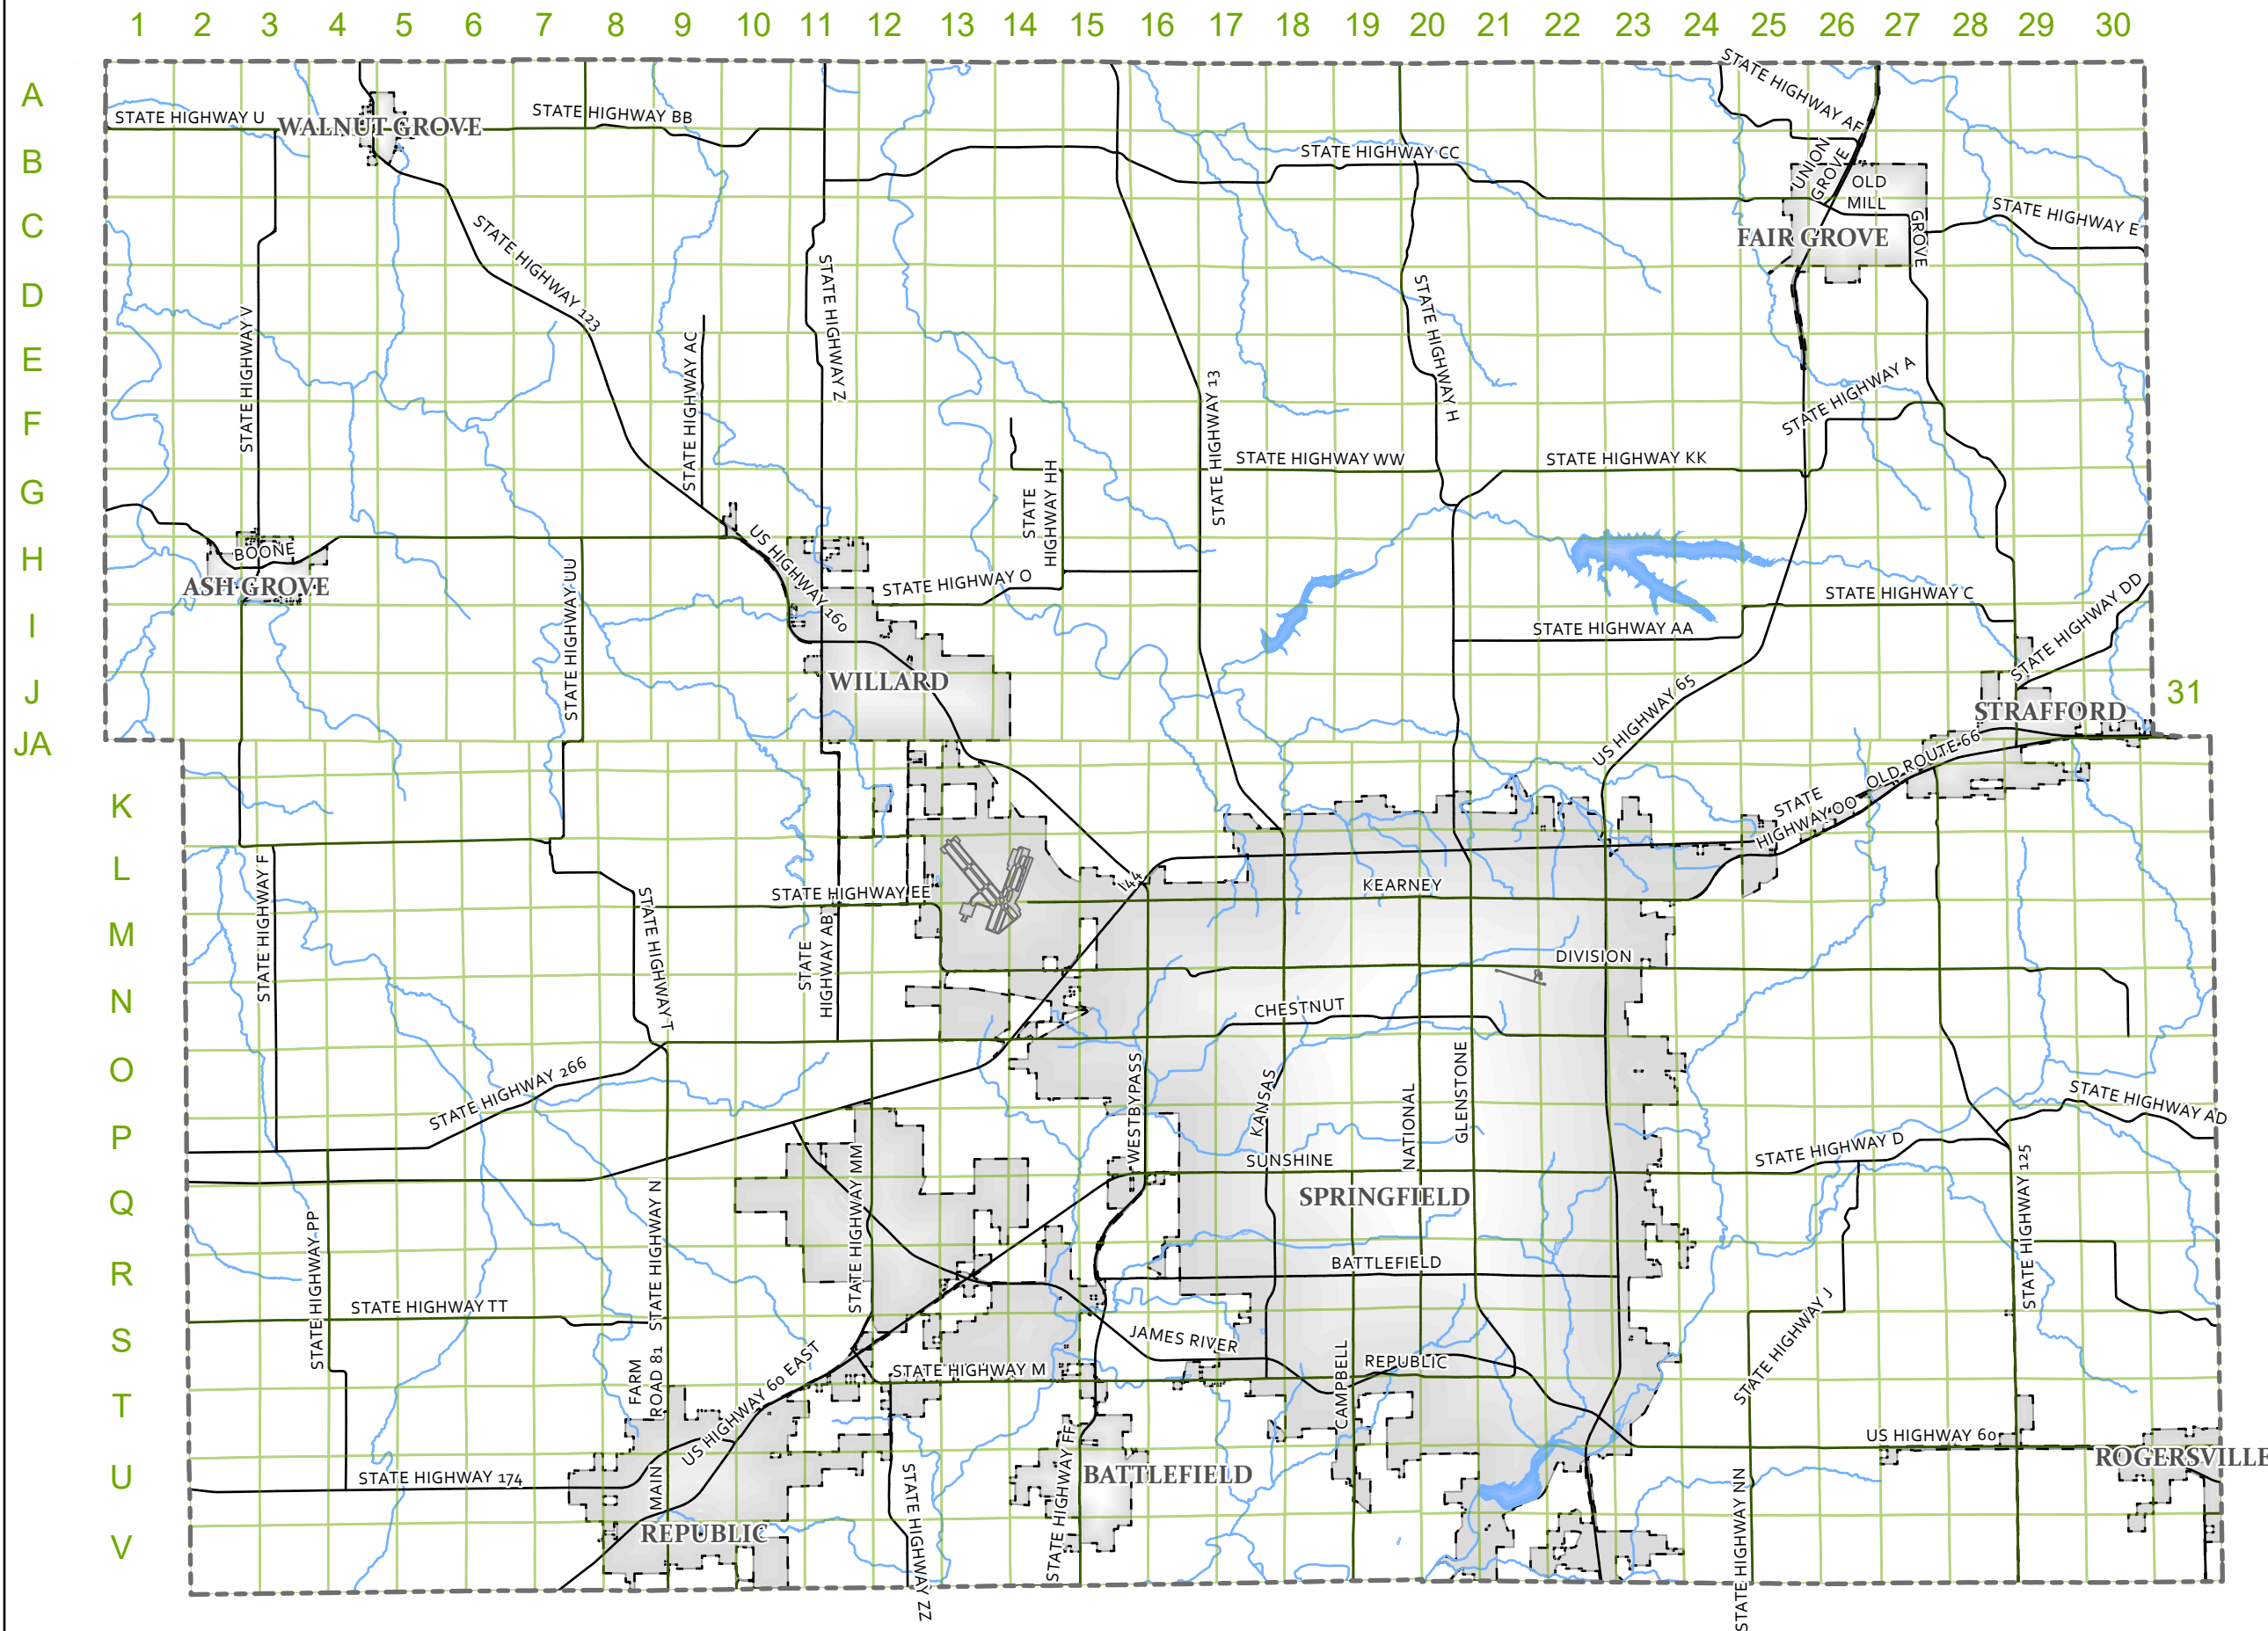 1 2 3 4 5 6 7 8 9 10 11 12 13 14 15 16 17 18 19 20 21 22 23 24 25 26 27 28 29 30
A
B
C
D
E
F
G
H
I
J
JA
K
L
M
N
O
P
Q
R
S
T
U
V
31
STATE HIGHWAY U
WALNUT GROVE
STATE HIGHWAY BB
STATE HIGHWAY AF
STATE HIGHWAY CC
UNION
GROVE
OLD
MILL
GROVE
STATE HIGHWAY E
FAIR GROVE
STATE HIGHWAY 123
STATE HIGHWAY V
STATE HIGHWAY Z
STATE HIGHWAY H
STATE HIGHWAY AC
STATE HIGHWAY 13
STATE HIGHWAY A
STATE HIGHWAY WW
STATE HIGHWAY KK
STATE
HIGHWAY HH
BOONE
ASH GROVE
US HIGHWAY 160
STATE HIGHWAY UU
STATE HIGHWAY O
STATE HIGHWAY C
STATE HIGHWAY DD
STATE HIGHWAY AA
WILLARD
US HIGHWAY 65
STRAFFORD
OLD ROUTE 66
STATE
HIGHWAY OO
STATE HIGHWAY F
STATE HIGHWAY EE
I44
KEARNEY
STATE HIGHWAY T
STATE
HIGHWAY AB
DIVISION
CHESTNUT
STATE HIGHWAY 266
WESTBYPASS
KANSAS
NATIONAL
GLENSTONE
STATE HIGHWAY AD
STATE HIGHWAY D
STATE HIGHWAY MM
SUNSHINE
STATE HIGHWAY 125
SPRINGFIELD
STATE HIGHWAY PP
STATE HIGHWAY N
BATTLEFIELD
STATE HIGHWAY TT
STATE HIGHWAY J
JAMES RIVER
FARM
ROAD 81
US HIGHWAY 60 EAST
STATE HIGHWAY M
CAMPBELL
REPUBLIC
US HIGHWAY 60
ROGERSVILLE
STATE HIGHWAY 174
MAIN
STATE HIGHWAY FF
BATTLEFIELD
STATE HIGHWAY ZZ
STATE HIGHWAY NN
REPUBLIC